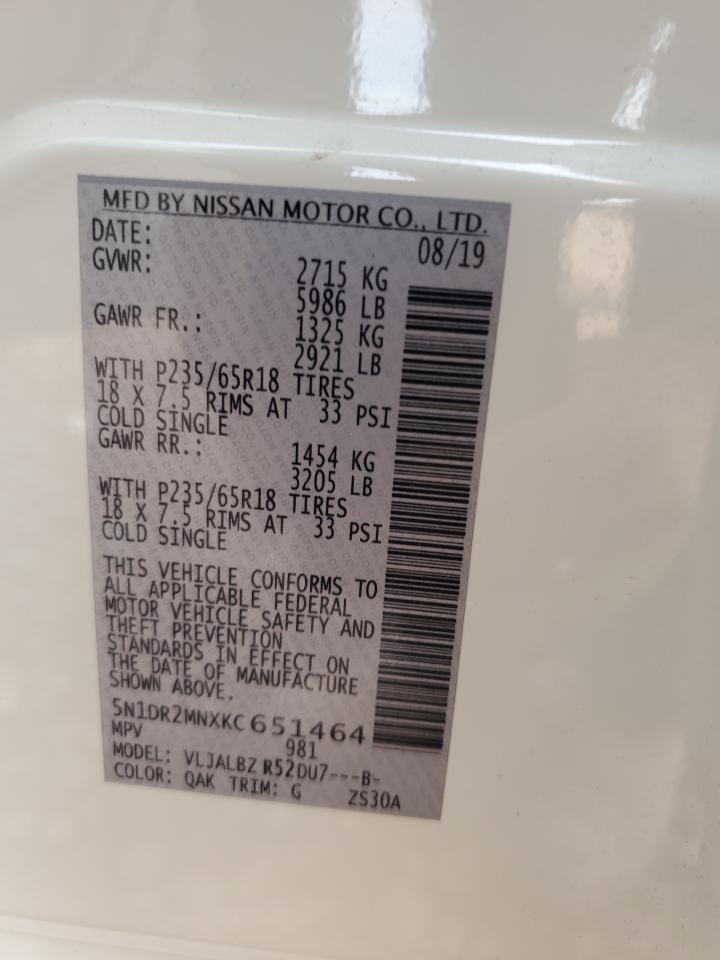 MFD BY NISSAN MOTOR CO., LTD.
DATE: 08/19
GVWR: 2715 KG
5986 LB
GAWR FR.: 1325 KG
2921 LB
WITH P235/65R18 TIRES
18 X 7.5 RIMS AT 33 PSI
COLD SINGLE
GAWR RR.: 1454 KG
3205 LB
WITH P235/65R18 TIRES
18 X 7.5 RIMS AT 33 PSI
COLD SINGLE
THIS VEHICLE CONFORMS TO
ALL APPLICABLE FEDERAL
MOTOR VEHICLE SAFETY AND
THEFT PREVENTION
STANDARDS IN EFFECT ON
THE DATE OF MANUFACTURE
SHOWN ABOVE.
5N1DR2MNXKC651464
MPV 981
MODEL: VLJALBZ R52DU7---B-
COLOR: QAK TRIM: G ZS30A